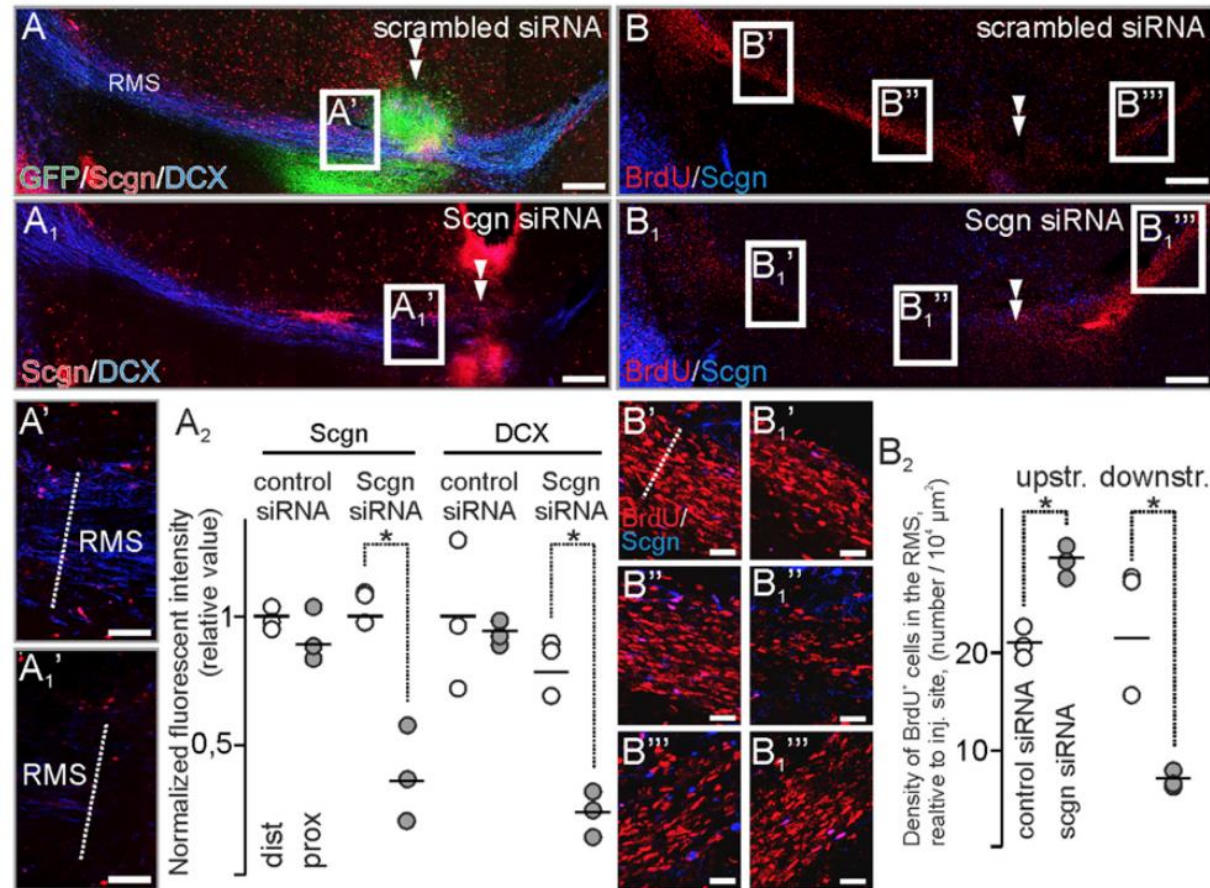 A
scrambled siRNA
RMS
A'
GFP/Scgn/DCX
B
scrambled siRNA
B'
B''
B'''
BrdU/Scgn
A1
Scgn siRNA
A1'
Scgn/DCX
Scgn siRNA
B1
B1'
B1''
B1'''
BrdU/Scgn
A'
RMS
A1'
RMS
A2
Scgn
DCX
control
siRNA
Scgn
siRNA
control
siRNA
Scgn
siRNA
*
*
Normalized fluorescent intensity
(relative value)
1
0,5
dist
prox
B'
BrdU/
Scgn
B1'
B''
B1''
B'''
B1'''
B2
upstr.
downstr.
*
*
Density of BrdU+ cells in the RMS,
realtive to inj. site, (number / 10⁴ µm²)
20
10
control siRNA
scgn siRNA